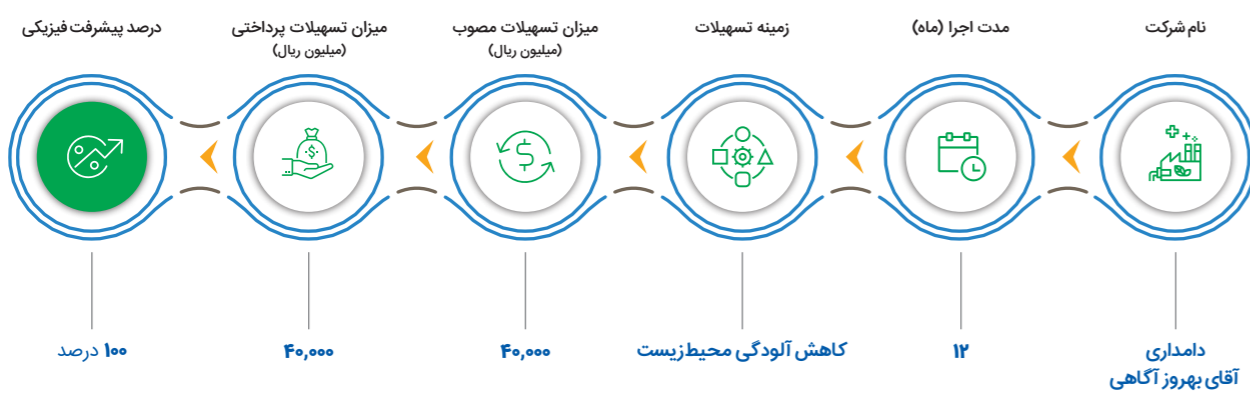 نام شرکت
مدت اجرا (ماه)
زمینه تسهیلات
میزان تسهیلات مصوب
(میلیون ریال)
میزان تسهیلات پرداختی
(میلیون ریال)
درصد پیشرفت فیزیکی
دامداری
آقای بهروز آگاهی
۱۲
کاهش آلودگی محیط‌زیست
۴۰,۰۰۰
۴۰,۰۰۰
۱۰۰ درصد